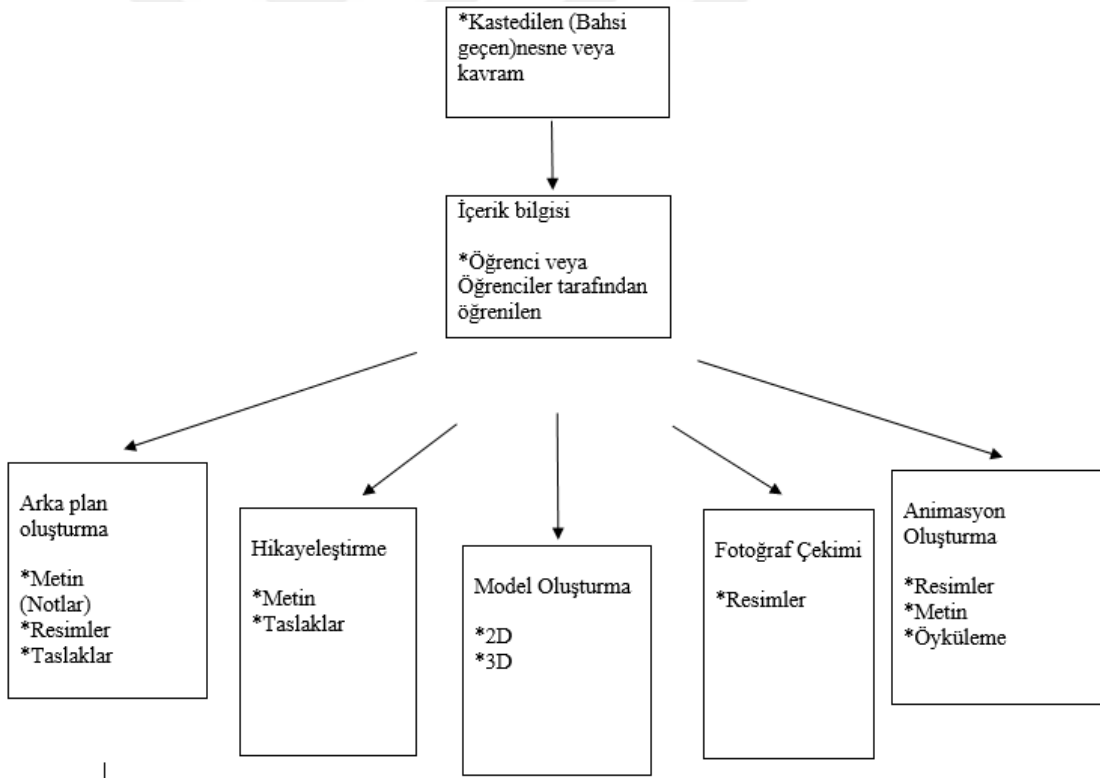 *Kastedilen (Bahsi
geçen)nesne veya
kavram
İçerik bilgisi
*Öğrenci veya
Öğrenciler tarafından
öğrenilen
Arka plan
oluşturma
*Metin
(Notlar)
*Resimler
*Taslaklar
Hikayeleştirme
*Metin
*Taslaklar
Model Oluşturma
*2D
*3D
Fotoğraf Çekimi
*Resimler
Animasyon
Oluşturma
*Resimler
*Metin
*Öyküleme